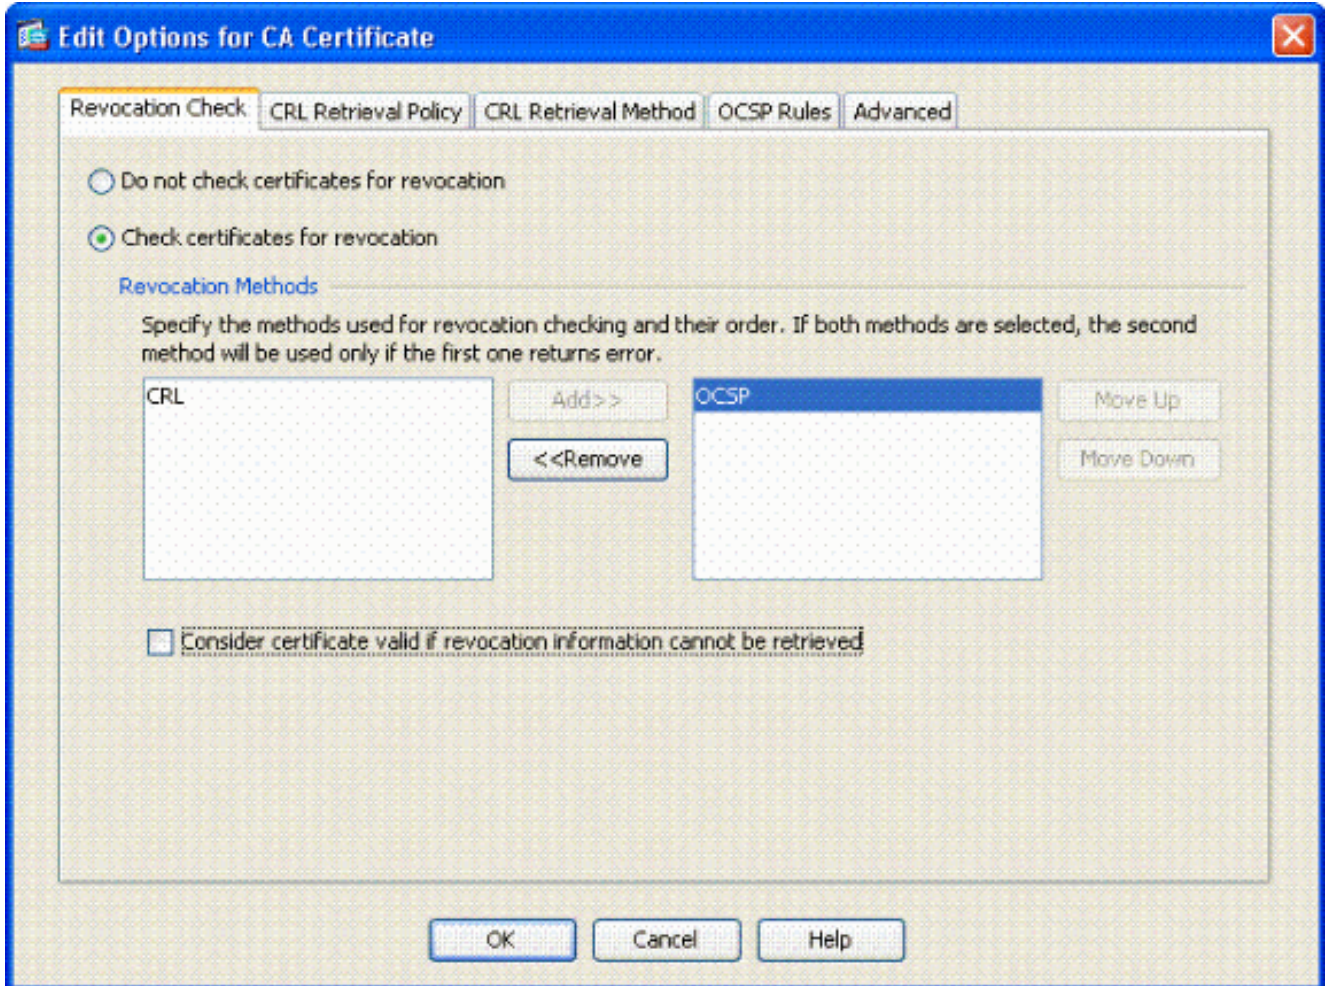 Edit Options for CA Certificate
Revocation Check CRL Retrieval Policy CRL Retrieval Method OCSP Rules Advanced
Do not check certificates for revocation
Check certificates for revocation
Revocation Methods
Specify the methods used for revocation checking and their order. If both methods are selected, the second
method will be used only if the first one returns error.
CRL Add>> OCSP Move Up
<<Remove Move Down
Consider certificate valid if revocation information cannot be retrieved
OK Cancel Help